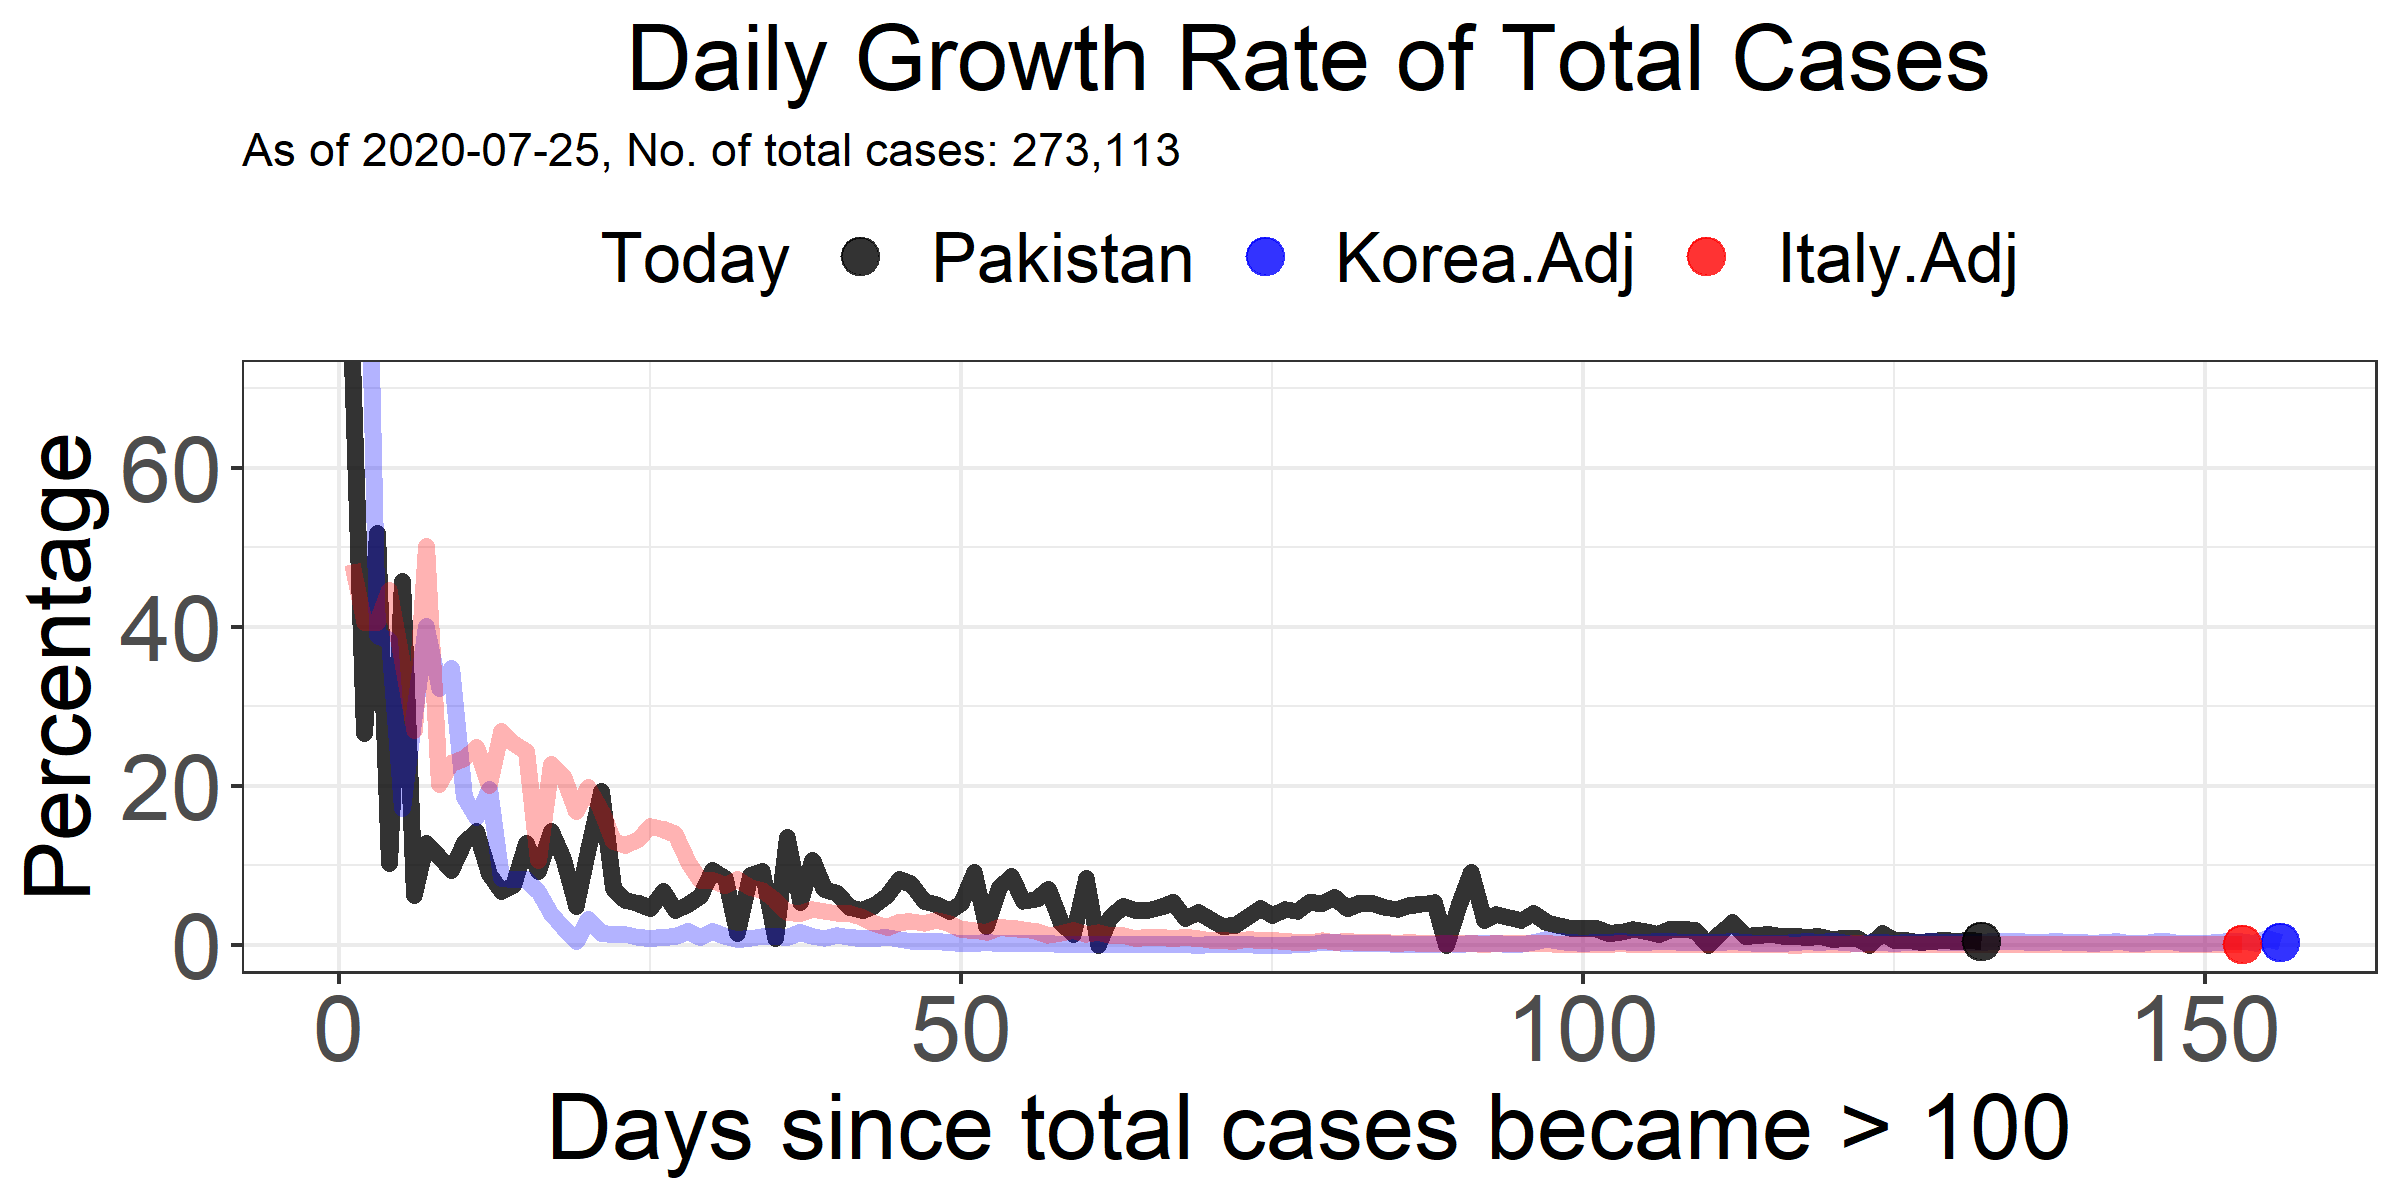 Daily Growth Rate of Total Cases
As of 2020-07-25, No. of total cases: 273,113
Today Pakistan Korea.Adj Italy.Adj
Percentage
60
40
20
0
0 50 100 150
Days since total cases became > 100